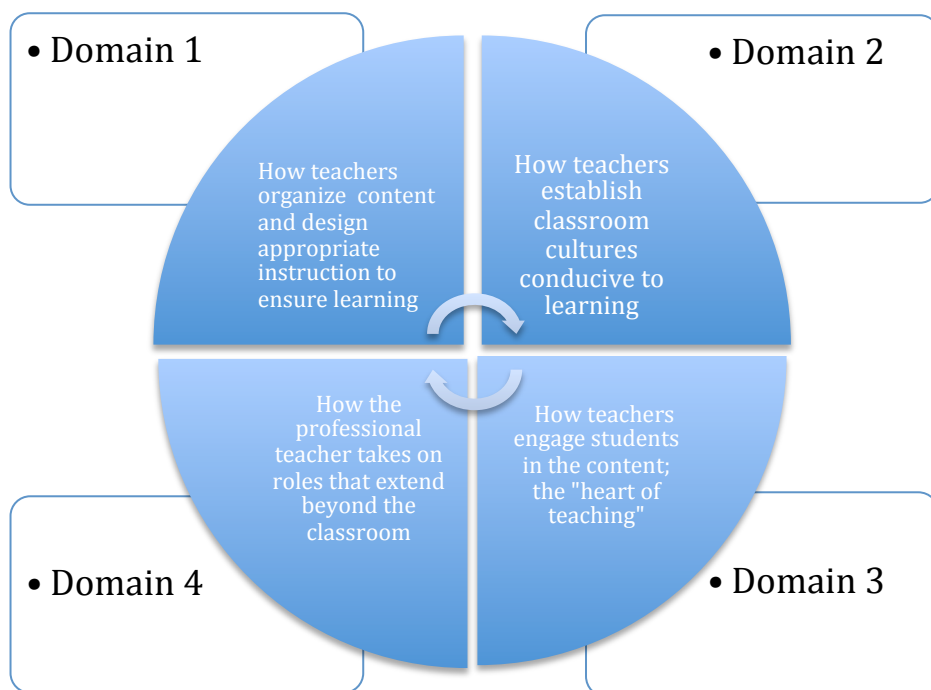 • Domain 1
How teachers
organize content
and design
appropriate
instruction to
ensure learning
• Domain 2
How teachers
establish
classroom
cultures
conducive to
learning
How the
professional
teacher takes on
roles that extend
beyond the
classroom
• Domain 4
How teachers
engage students
in the content;
the "heart of
teaching"
• Domain 3